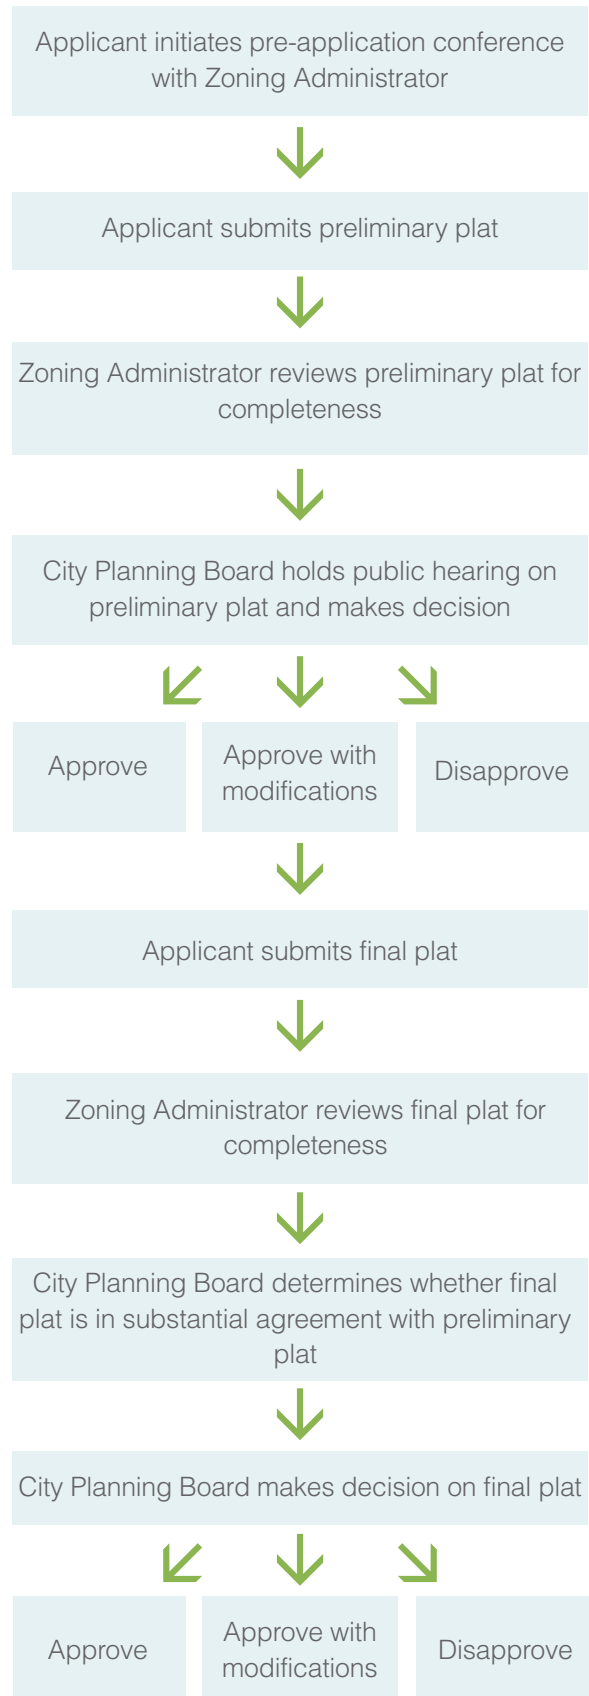 Applicant initiates pre-application conference
with Zoning Administrator
Applicant submits preliminary plat
Zoning Administrator reviews preliminary plat for
completeness
City Planning Board holds public hearing on
preliminary plat and makes decision
Approve
Approve with
modifications
Disapprove
Applicant submits final plat
Zoning Administrator reviews final plat for
completeness
City Planning Board determines whether final
plat is in substantial agreement with preliminary
plat
City Planning Board makes decision on final plat
Approve
Approve with
modifications
Disapprove